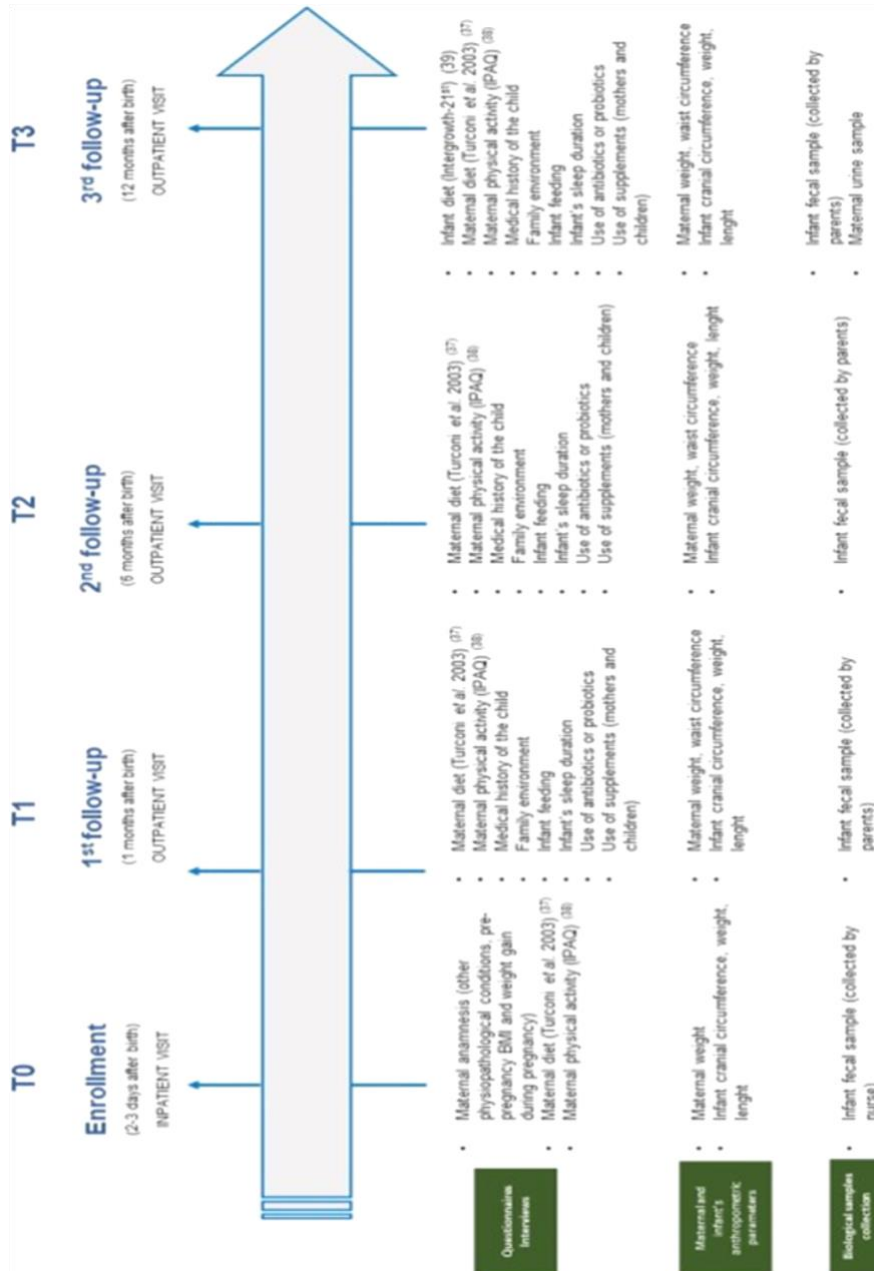 T0
Enrollment
(2-3 days after birth)
INPATIENT VISIT
T1
1st follow-up
(1 months after birth)
OUTPATIENT VISIT
T2
2nd follow-up
(6 months after birth)
OUTPATIENT VISIT
T3
3rd follow-up
(12 months after birth)
OUTPATIENT VISIT
Questionnaires
Interviews
• Maternal anamnesis (other
physiopathological conditions, pre-
pregnancy BMI and weight gain
during pregnancy)
• Maternal diet (Turconi et al. 2003) (37)
• Maternal physical activity (IPAQ) (38)
• Maternal diet (Turconi et al. 2003) (37)
• Maternal physical activity (IPAQ) (38)
• Medical history of the child
• Family environment
• Infant feeding
• Infant's sleep duration
• Use of antibiotics or probiotics
• Use of supplements (mothers and
children)
• Maternal diet (Turconi et al. 2003) (37)
• Maternal physical activity (IPAQ) (38)
• Medical history of the child
• Family environment
• Infant feeding
• Infant's sleep duration
• Use of antibiotics or probiotics
• Use of supplements (mothers and children)
• Infant diet (Intergrowth-21st) (39)
• Maternal diet (Turconi et al. 2003) (37)
• Maternal physical activity (IPAQ) (38)
• Medical history of the child
• Family environment
• Infant feeding
• Infant's sleep duration
• Use of antibiotics or probiotics
• Use of supplements (mothers and
children)
Maternal and
infant's
anthropometric
parameters
• Maternal weight
• Infant cranial circumference, weight,
lenght
• Maternal weight, waist circumference
• Infant cranial circumference, weight,
lenght
• Maternal weight, waist circumference
• Infant cranial circumference, weight, lenght
• Maternal weight, waist circumference
• Infant cranial circumference, weight,
lenght
Biological samples
collection
• Infant fecal sample (collected by
nurse)
• Infant fecal sample (collected by
parents)
• Infant fecal sample (collected by parents)
• Infant fecal sample (collected by
parents)
• Maternal urine sample